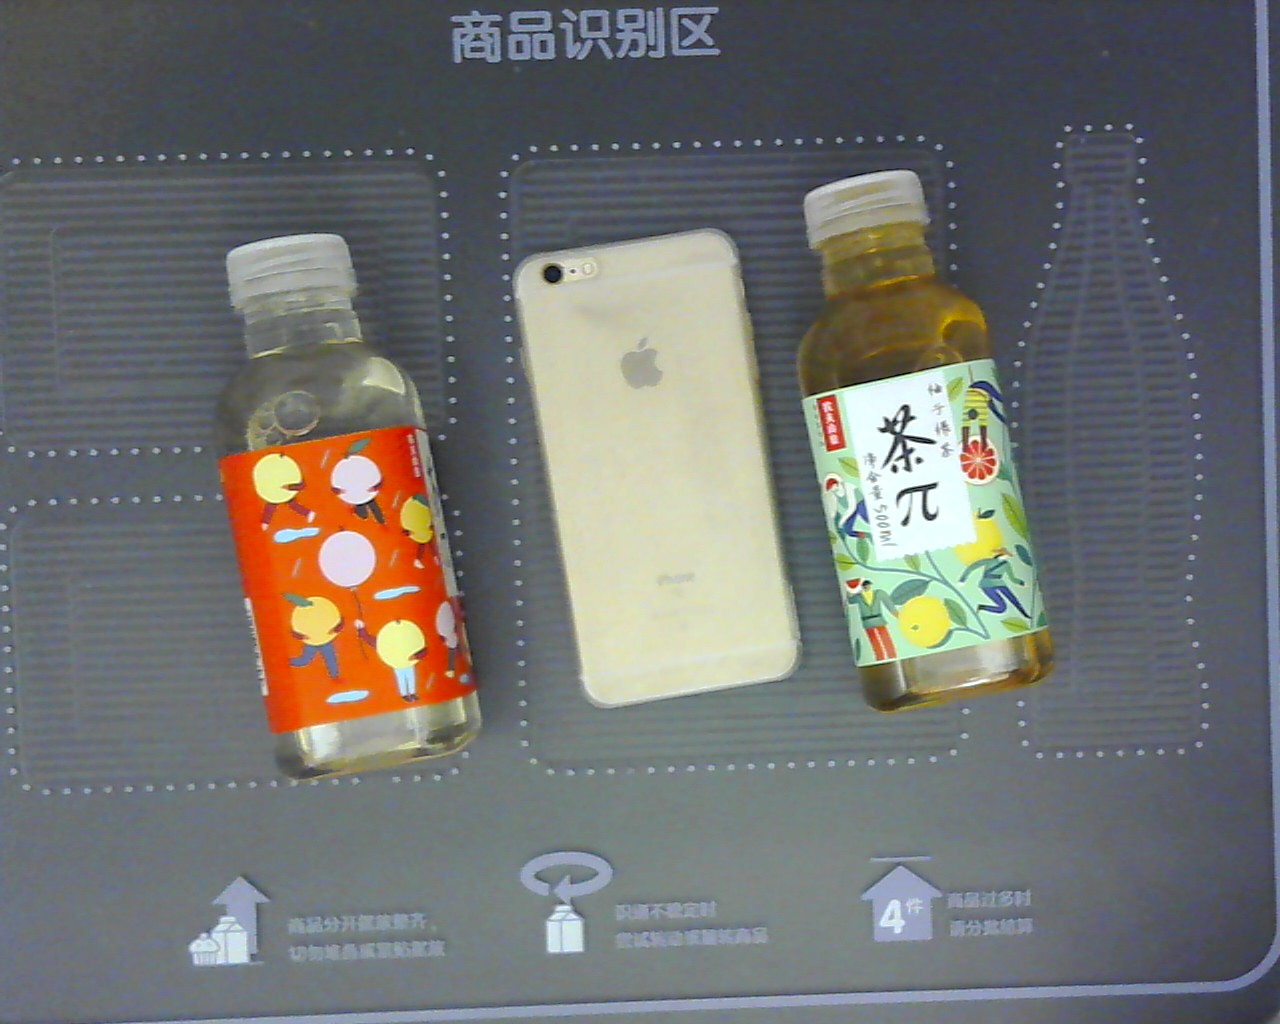 商品识别区
农夫山泉
柚子绿茶
茶
π
净含量500ml
iPhone
商品分开摆放整齐，
切勿堆叠或紧贴摆放
识别不稳定时
尝试转动或翻转商品
4件
商品过多时
请分批结算